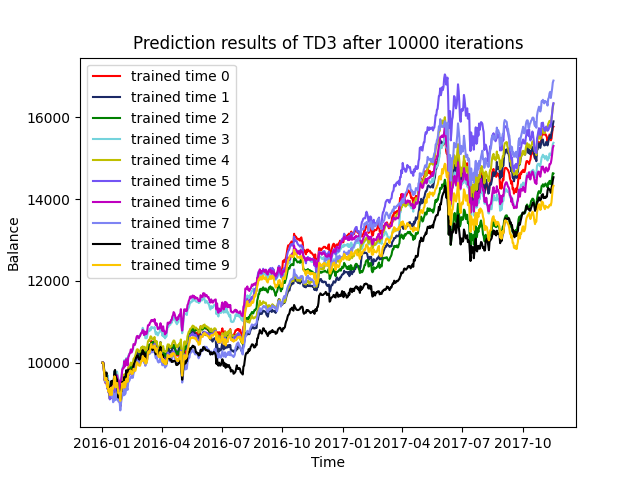 Prediction results of TD3 after 10000 iterations
trained time 0
trained time 1
trained time 2
trained time 3
trained time 4
trained time 5
trained time 6
trained time 7
trained time 8
trained time 9
Balance
16000
14000
12000
10000
2016-01 2016-04 2016-07 2016-10 2017-01 2017-04 2017-07 2017-10
Time